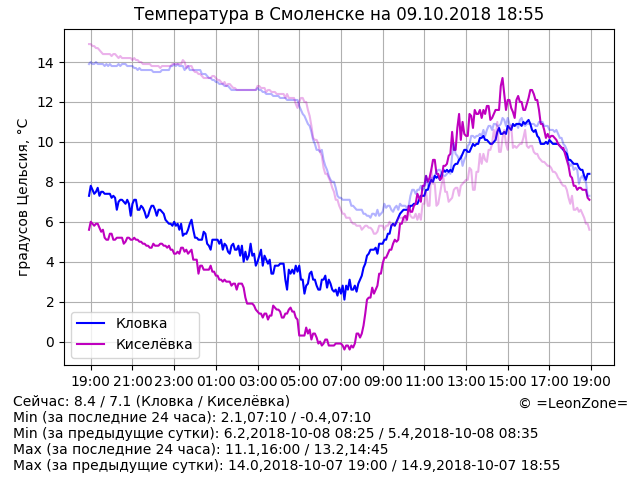 Температура в Смоленске на 09.10.2018 18:55
градусов Цельсия, °C
14
12
10
8
6
4
2
0
Кловка
Киселёвка
19:00 21:00 23:00 01:00 03:00 05:00 07:00 09:00 11:00 13:00 15:00 17:00 19:00
Сейчас: 8.4 / 7.1 (Кловка / Киселёвка)
© =LeonZone=
Min (за последние 24 часа): 2.1,07:10 / -0.4,07:10
Min (за предыдущие сутки): 6.2,2018-10-08 08:25 / 5.4,2018-10-08 08:35
Max (за последние 24 часа): 11.1,16:00 / 13.2,14:45
Max (за предыдущие сутки): 14.0,2018-10-07 19:00 / 14.9,2018-10-07 18:55